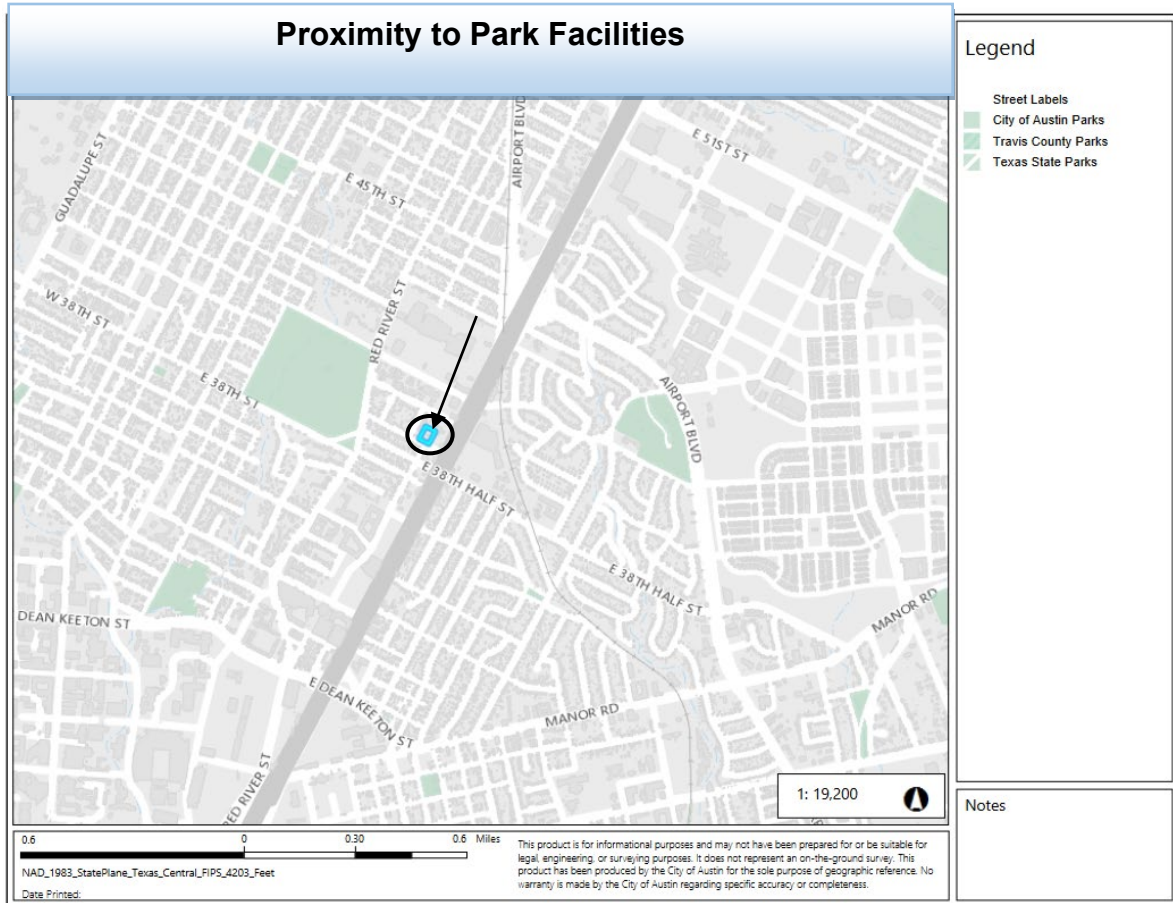 Proximity to Park Facilities
Legend
Street Labels
City of Austin Parks
Travis County Parks
Texas State Parks
AIRPORT BLVD
E 51ST ST
GUADALUPE ST
E 45TH ST
W 38TH ST
RED RIVER ST
E 38TH ST
AIRPORT BLVD
E 38TH HALF ST
E 38TH HALF ST
DEAN KEETON ST
MANOR RD
E DEAN KEETON ST
MANOR RD
RED RIVER ST
1: 19,200
Notes
0.6 0 0.30 0.6 Miles
NAD_1983_StatePlane_Texas_Central_FIPS_4203_Feet
Date Printed:
This product is for informational purposes and may not have been prepared for or be suitable for
legal, engineering, or surveying purposes. It does not represent an on-the-ground survey. This
product has been produced by the City of Austin for the sole purpose of geographic reference. No
warranty is made by the City of Austin regarding specific accuracy or completeness.